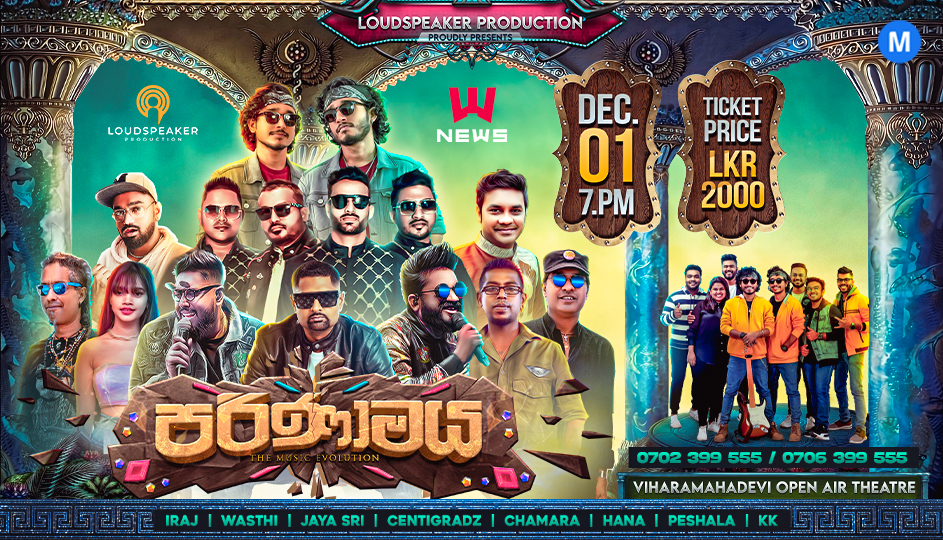 LOUDSPEAKER PRODUCTION
PROUDLY PRESENTS
M
LOUDSPEAKER
PRODUCTION
W
NEWS
DEC.
01
7.PM
TICKET
PRICE
LKR
2000
පරිණාමය
THE MUSIC EVOLUTION
0702 399 555 / 0706 399 555
VIHARAMAHADEVI OPEN AIR THEATRE
IRAJ | WASTHI | JAYA SRI | CENTIGRADZ | CHAMARA | HANA | PESHALA | KK